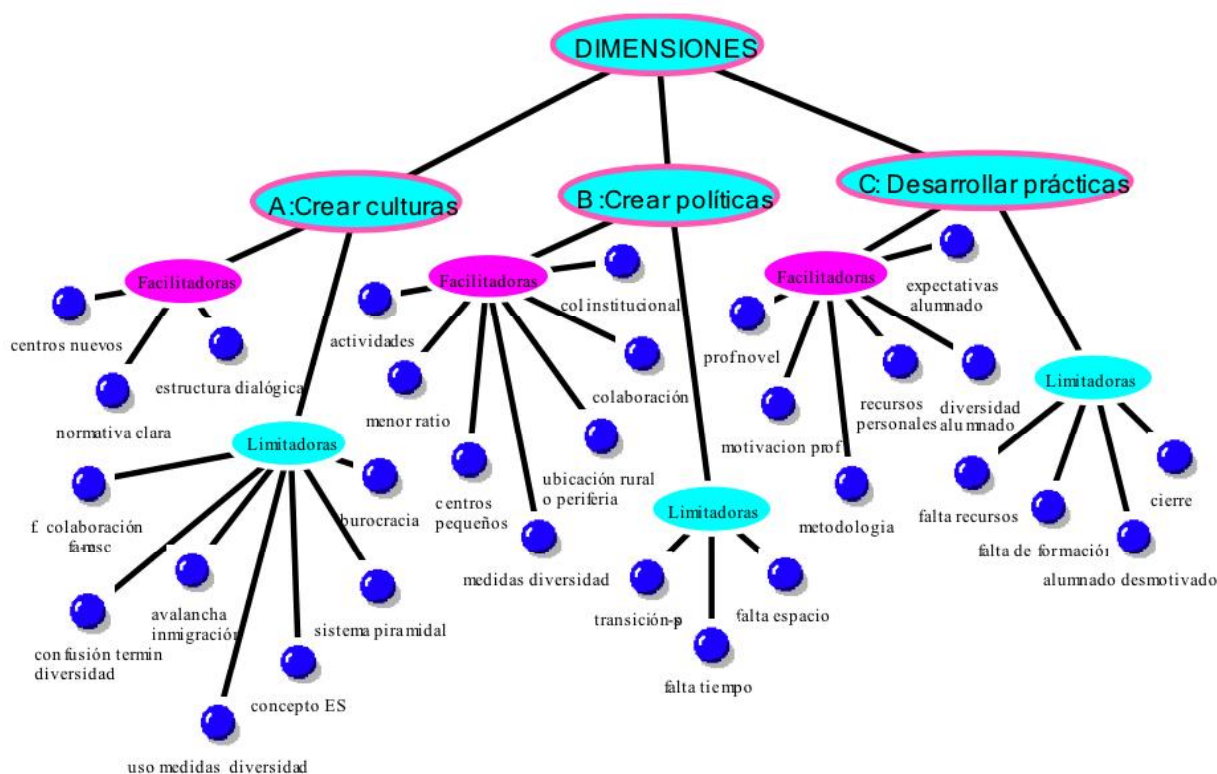 DIMENSIONES
A:Crear culturas
B:Crear políticas
C: Desarrollar prácticas
Facilitadoras
centros nuevos
normativa clara
estructura dialógica
Limitadoras
f. colaboración
fa-esc
confusión termin
diversidad
avalancha
inmigración
uso medidas diversidad
concepto ES
sistema piramidal
burocracia
Facilitadoras
actividades
menor ratio
centros
pequeños
medidas diversidad
ubicación rural
o periferia
colaboración
col institucional
Limitadoras
transición
falta tiempo
falta espacio
Facilitadoras
prof novel
motivacion prof
metodologia
recursos
personales
diversidad
alumnado
expectativas
alumnado
Limitadoras
falta recursos
falta de formación
alumnado desmotivado
cierre